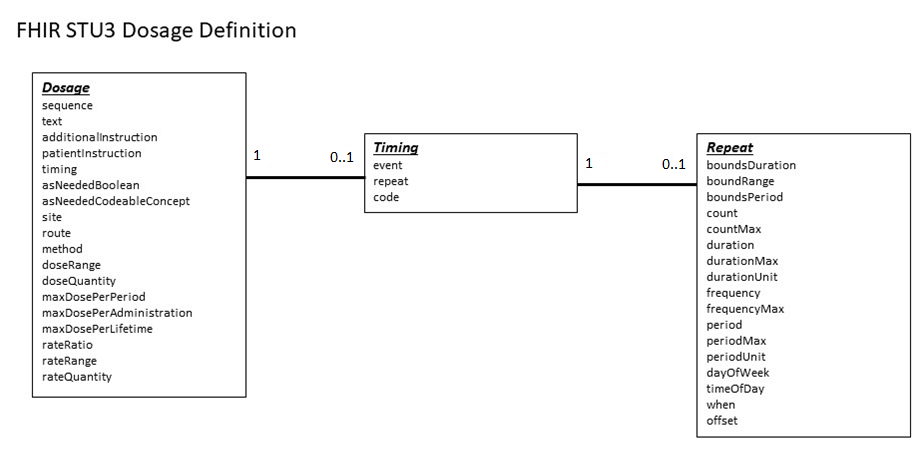 FHIR STU3 Dosage Definition
Dosage
sequence
text
additionalInstruction
patientInstruction
timing
asNeededBoolean
asNeededCodeableConcept
site
route
method
doseRange
doseQuantity
maxDosePerPeriod
maxDosePerAdministration
maxDosePerLifetime
rateRatio
rateRange
rateQuantity
1
0..1
Timing
event
repeat
code
1
0..1
Repeat
boundsDuration
boundRange
boundsPeriod
count
countMax
duration
durationMax
durationUnit
frequency
frequencyMax
period
periodMax
periodUnit
dayOfWeek
timeOfDay
when
offset